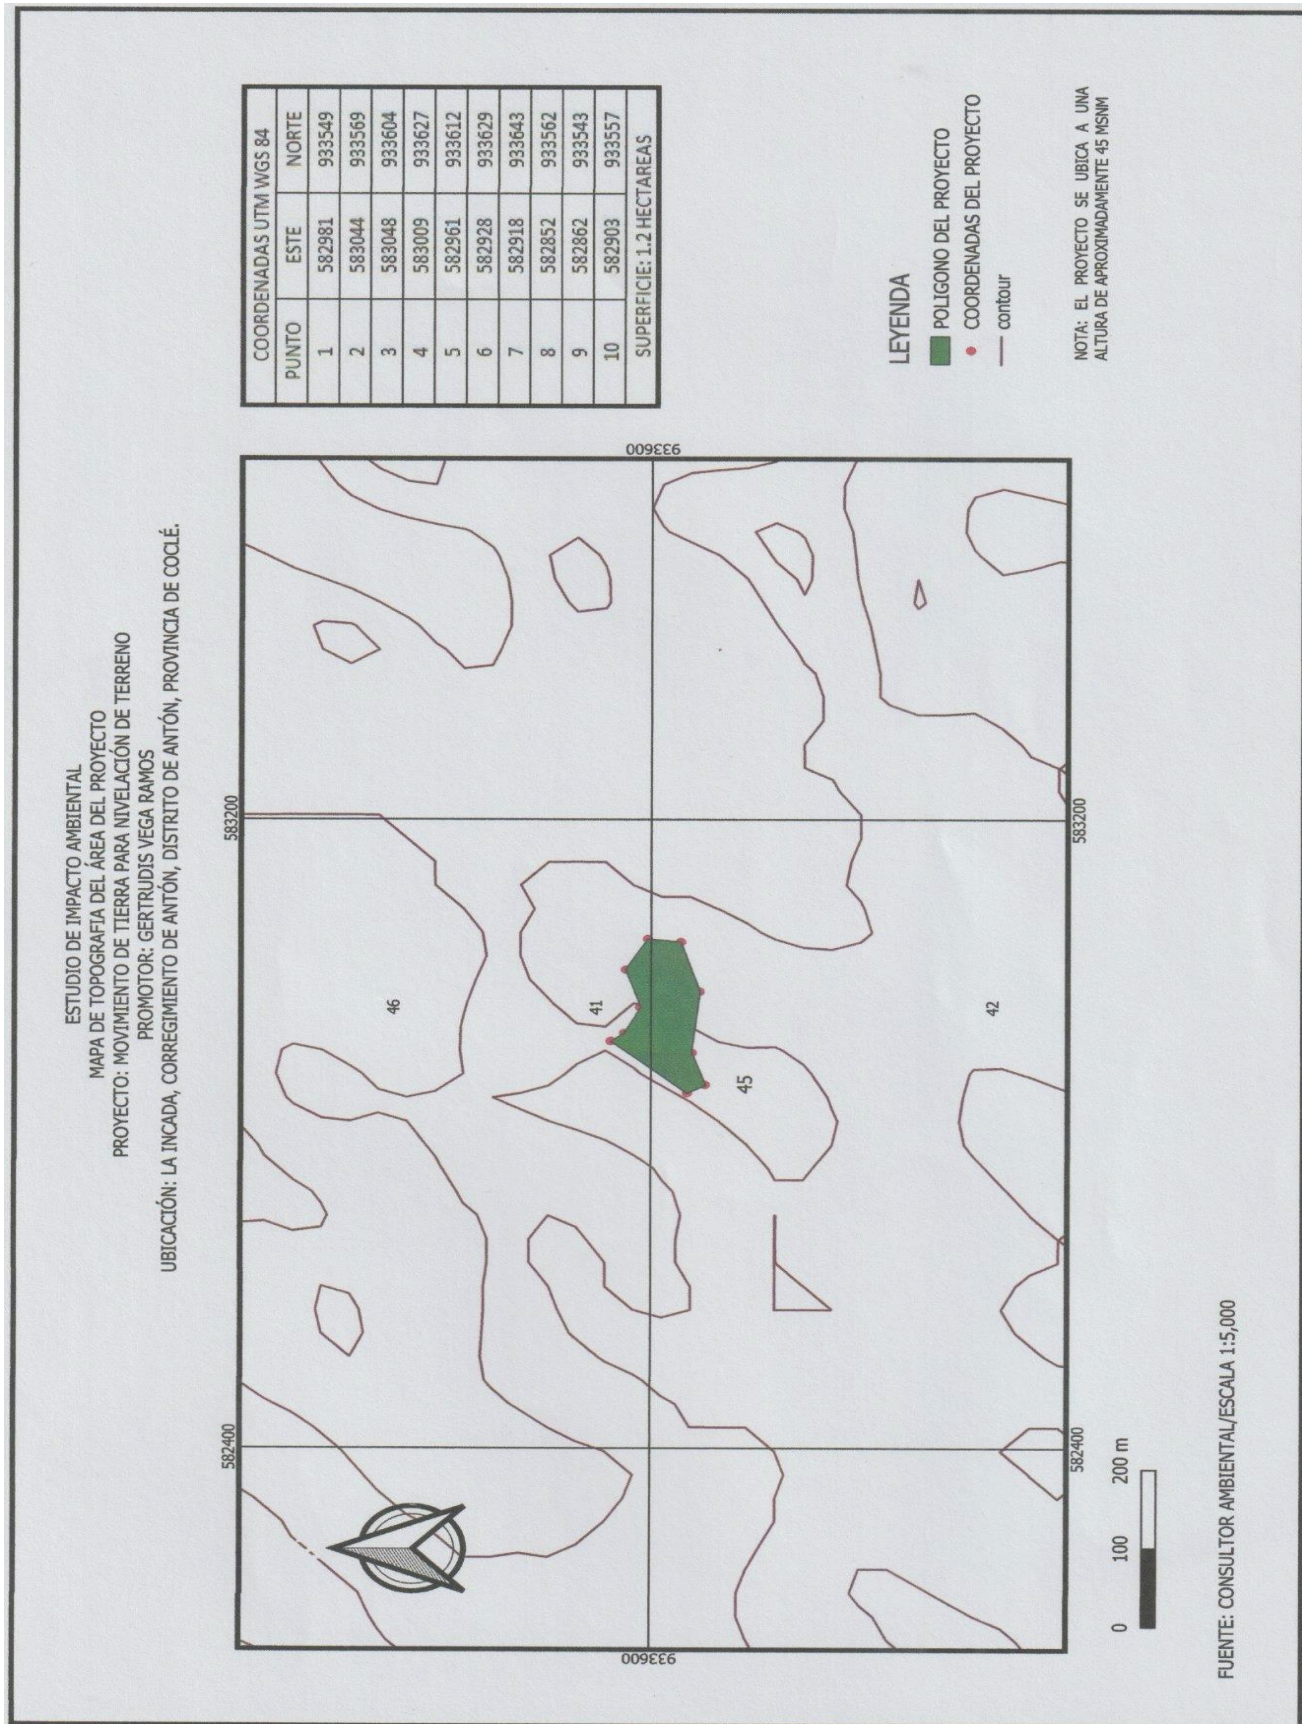 ESTUDIO DE IMPACTO AMBIENTAL
MAPA DE TOPOGRAFIA DEL ÁREA DEL PROYECTO
PROYECTO: MOVIMIENTO DE TIERRA PARA NIVELACIÓN DE TERRENO
PROMOTOR: GERTRUDIS VEGA RAMOS
UBICACIÓN: LA INCADA, CORREGIMIENTO DE ANTÓN, DISTRITO DE ANTÓN, PROVINCIA DE COCLÉ.
582400 583200
933600 933600
46
41
45
42
582400 583200
COORDENADAS UTM WGS 84
PUNTO ESTE NORTE
1 582981 933549
2 583044 933569
3 583048 933604
4 583009 933627
5 582961 933612
6 582928 933629
7 582918 933643
8 582852 933562
9 582862 933543
10 582903 933557
SUPERFICIE: 1.2 HECTAREAS
LEYENDA
POLIGONO DEL PROYECTO
COORDENADAS DEL PROYECTO
contour
NOTA: EL PROYECTO SE UBICA A UNA
ALTURA DE APROXIMADAMENTE 45 MSNM
0 100 200 m
FUENTE: CONSULTOR AMBIENTAL/ESCALA 1:5,000